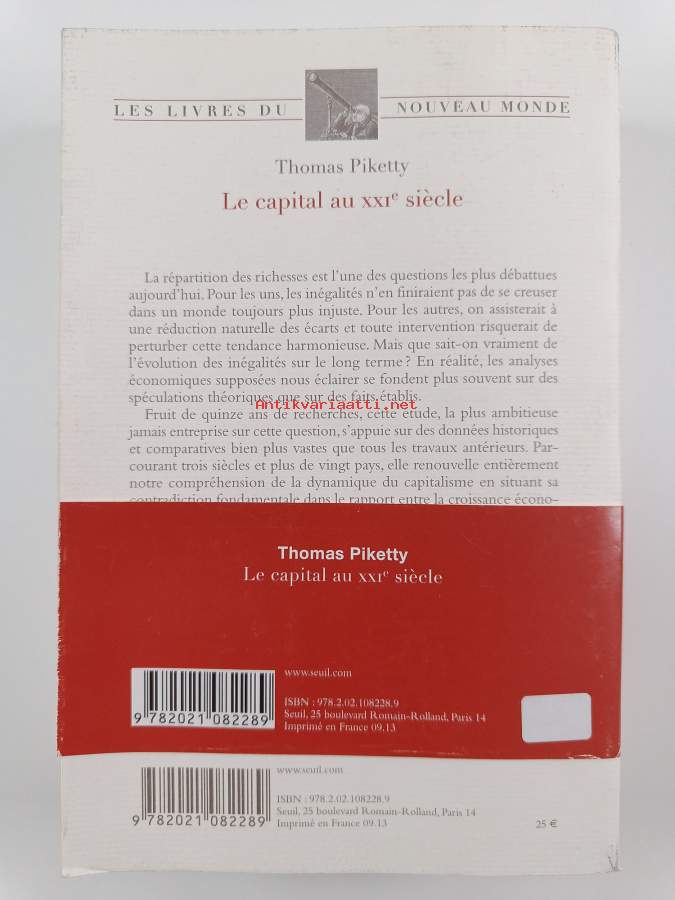 LES LIVRES DU NOUVEAU MONDE
Thomas Piketty
Le capital au XXIe siècle
La répartition des richesses est l'une des questions les plus débattues
aujourd'hui. Pour les uns, les inégalités n'en finiraient pas de se creuser
dans un monde toujours plus injuste. Pour les autres, on assisterait à
une réduction naturelle des écarts et toute intervention risquerait de
perturber cette tendance harmonieuse. Mais que sait-on vraiment de
l'évolution des inégalités sur le long terme ? En réalité, les analyses
économiques supposées nous éclairer se fondent plus souvent sur des
spéculations théoriques que sur des faits établis.
Antikvariaatti.net
Fruit de quinze ans de recherches, cette étude, la plus ambitieuse
jamais entreprise sur cette question, s'appuie sur des données historiques
et comparatives bien plus vastes que tous les travaux antérieurs. Par-
courant trois siècles et plus de vingt pays, elle renouvelle entièrement
notre compréhension de la dynamique du capitalisme en situant sa
contradiction fondamentale dans le rapport entre la croissance écono-
Thomas Piketty
Le capital au XXIe siècle
www.seuil.com
ISBN : 978.2.02.108228.9
Seuil, 25 boulevard Romain-Rolland, Paris 14
Imprimé en France 09.13
9 782021 082289
www.seuil.com
ISBN : 978.2.02.108228.9
Seuil, 25 boulevard Romain-Rolland, Paris 14
Imprimé en France 09.13
9 782021 082289
25 €